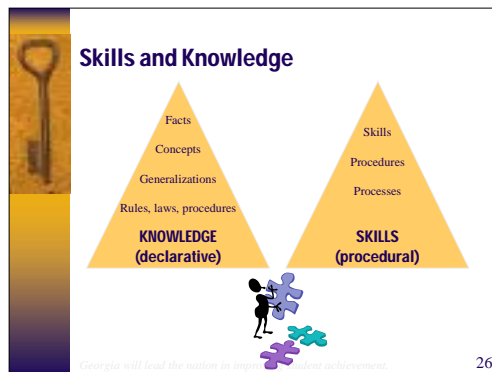 Skills and Knowledge
Facts
Concepts
Generalizations
Rules, laws, procedures
KNOWLEDGE
(declarative)
Skills
Procedures
Processes
SKILLS
(procedural)
Georgia will lead the nation in improving student achievement.
26